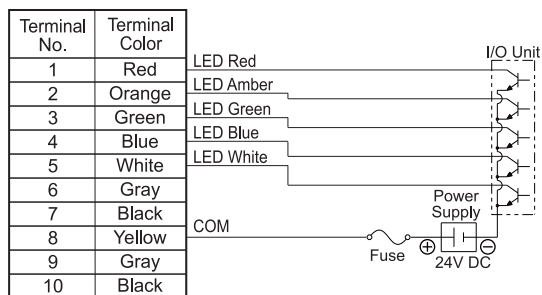 Terminal No. Terminal Color
1 Red LED Red
2 Orange LED Amber
3 Green LED Green
4 Blue LED Blue
5 White LED White
6 Gray
7 Black
8 Yellow COM
9 Gray
10 Black
I/O Unit
Power
Supply
Fuse
⊕ ⊖
24V DC